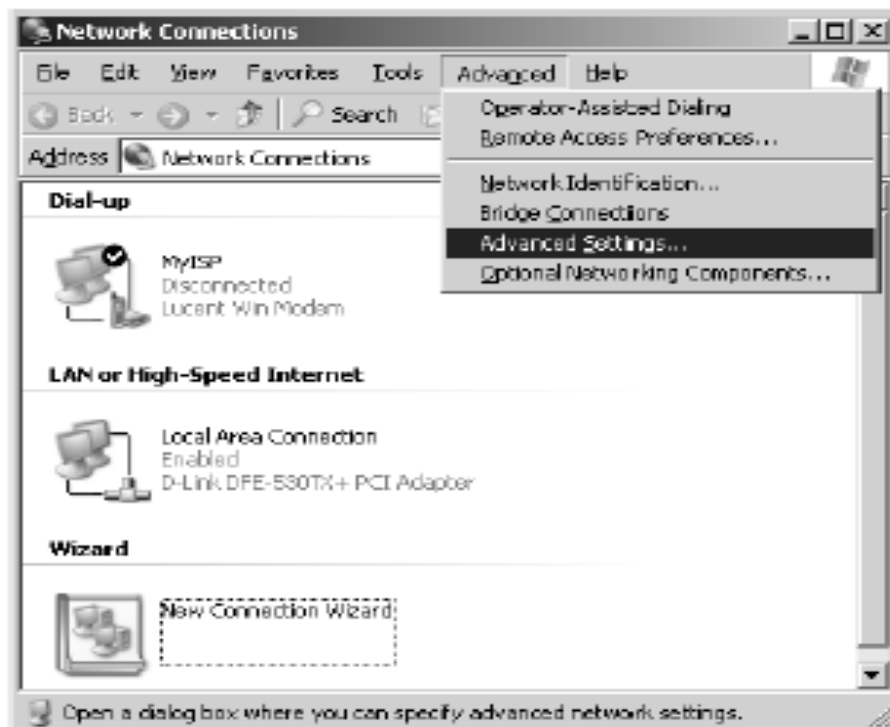 Network Connections
File Edit View Favorites Tools Advanced Help
Back Search
Address Network Connections
Operator-Assisted Dialing
Remote Access Preferences...
Network Identification...
Bridge Connections
Advanced Settings...
Optional Networking Components...
Dial-up
MyISP
Disconnected
Lucent Win Modem
LAN or High-Speed Internet
Local Area Connection
Enabled
D-Link DFE-530TX+ PCI Adapter
Wizard
New Connection Wizard
Open a dialog box where you can specify advanced network settings.